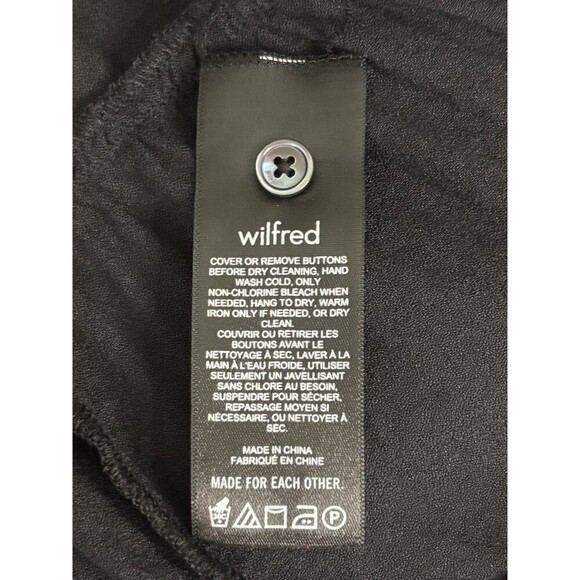 wilfred
COVER OR REMOVE BUTTONS
BEFORE DRY CLEANING, HAND
WASH COLD, ONLY
NON-CHLORINE BLEACH WHEN
NEEDED, HANG TO DRY, WARM
IRON ONLY IF NEEDED, OR DRY
CLEAN.
COUVRIR OU RETIRER LES
BOUTONS AVANT LE
NETTOYAGE À SEC, LAVER À LA
MAIN À L'EAU FROIDE, UTILISER
SEULEMENT UN JAVELLISANT
SANS CHLORE AU BESOIN,
SUSPENDRE POUR SÉCHER,
REPASSAGE MOYEN SI
NÉCESSAIRE, OU NETTOYER À
SEC.
MADE IN CHINA
FABRIQUÉ EN CHINE
MADE FOR EACH OTHER.
30C P